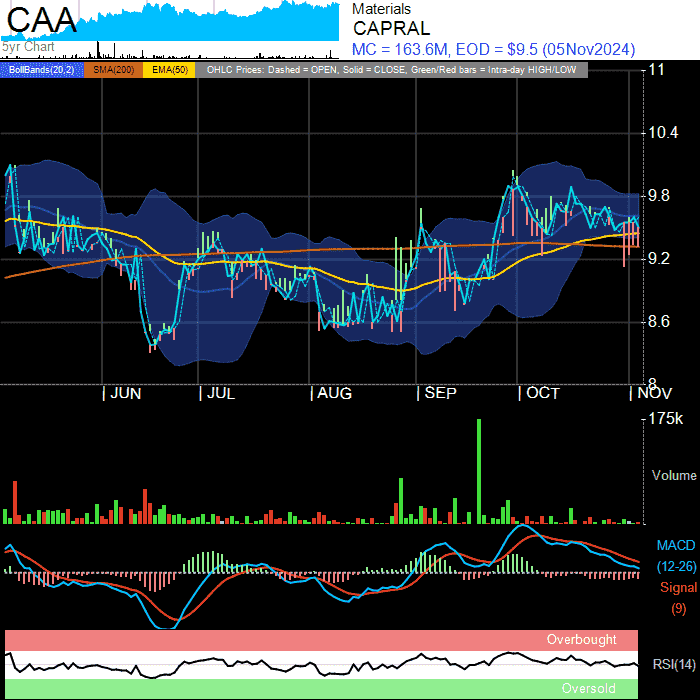 CAA
5yr Chart
Materials
CAPRAL
MC = 163.6M, EOD = $9.5 (05Nov2024)
BollBands(20,2) SMA(200) EMA(50) OHLC Prices: Dashed = OPEN, Solid = CLOSE, Green/Red bars = Intra-day HIGH/LOW
11
10.4
9.8
9.2
8.6
8
JUN JUL AUG SEP OCT NOV
175k
Volume
MACD
(12-26)
Signal
(9)
Overbought
RSI(14)
Oversold